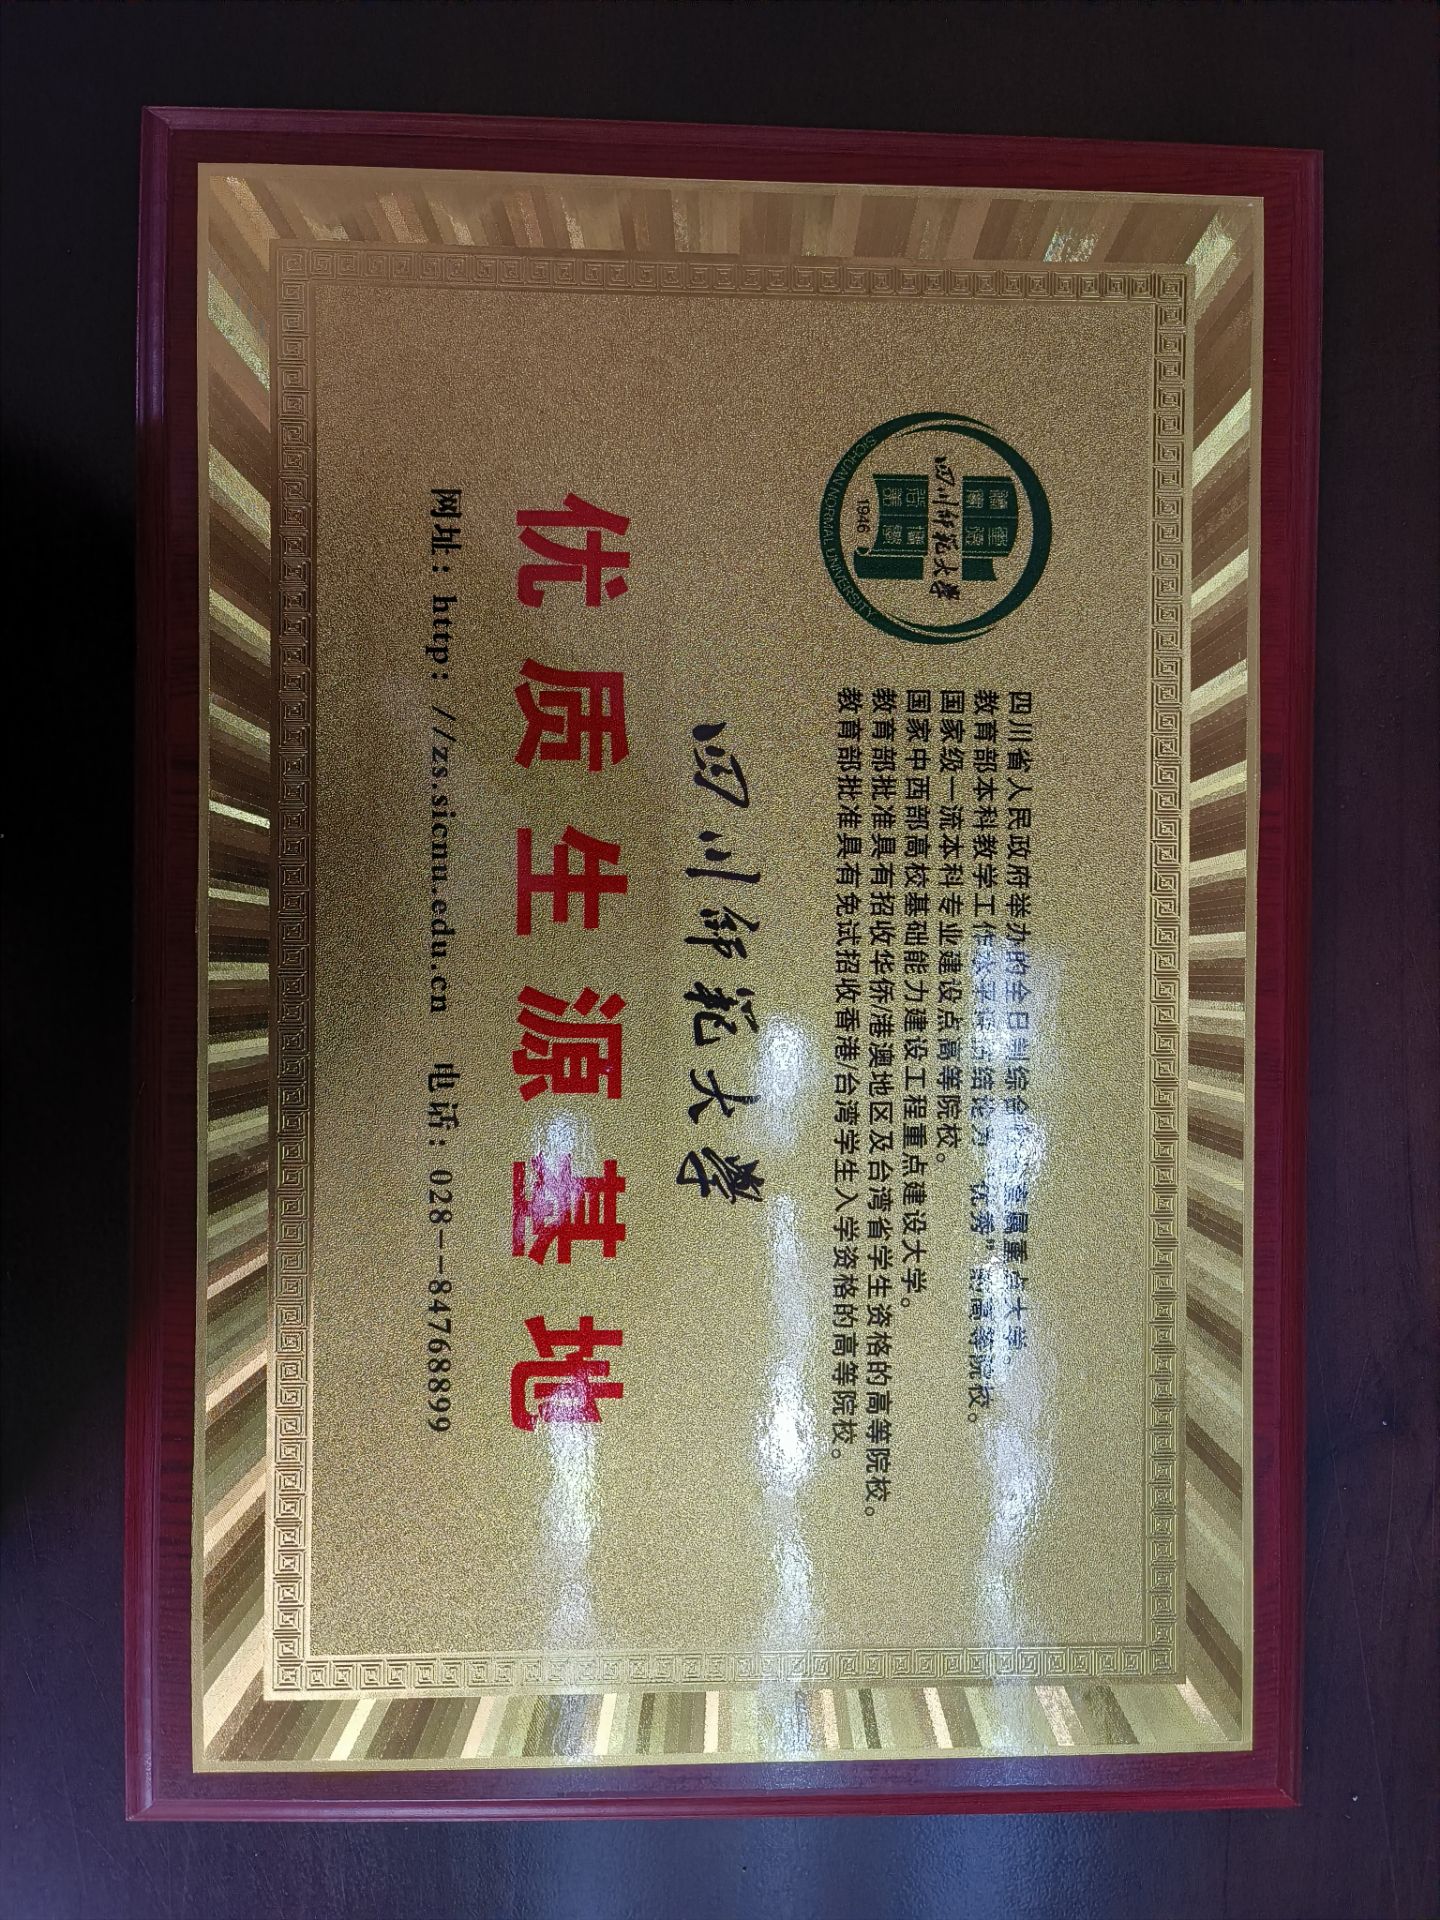 四川师范大学
1946
SICHUAN NORMAL UNIVERSITY
四川省人民政府举办的全日制综合性省属重点大学。
教育部本科教学工作水平评估结论为“优秀”的高等院校。
国家级一流本科专业建设点高等院校。
国家中西部高校基础能力建设工程重点建设大学。
教育部批准具有招收华侨/港澳地区及台湾省学生资格的高等院校。
教育部批准具有免试招收香港/台湾学生入学资格的高等院校。
四川师范大学
优质生源基地
网址：http://zs.sicnu.edu.cn 电话：028--84768899